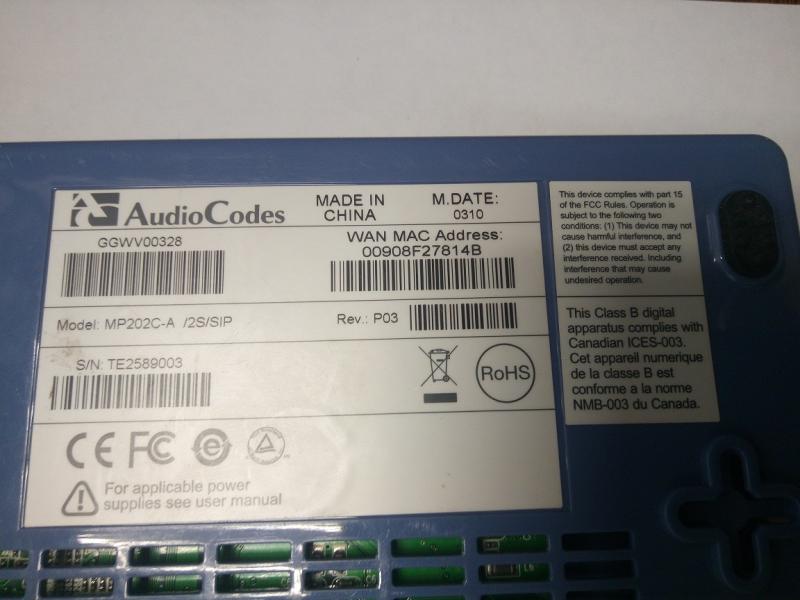 AudioCodes
MADE IN
CHINA
M.DATE:
0310
GGWV00328
WAN MAC Address:
00908F27814B
Model: MP202C-A /2S/SIP
Rev.: P03
S/N: TE2589003
RoHS
CE FC
For applicable power
supplies see user manual
This device complies with part 15
of the FCC Rules. Operation is
subject to the following two
conditions: (1) This device may not
cause harmful interference, and
(2) this device must accept any
interference received. Including
interference that may cause
undesired operation.
This Class B digital
apparatus complies with
Canadian ICES-003.
Cet appareil numerique
de la classe B est
conforme a la norme
NMB-003 du Canada.